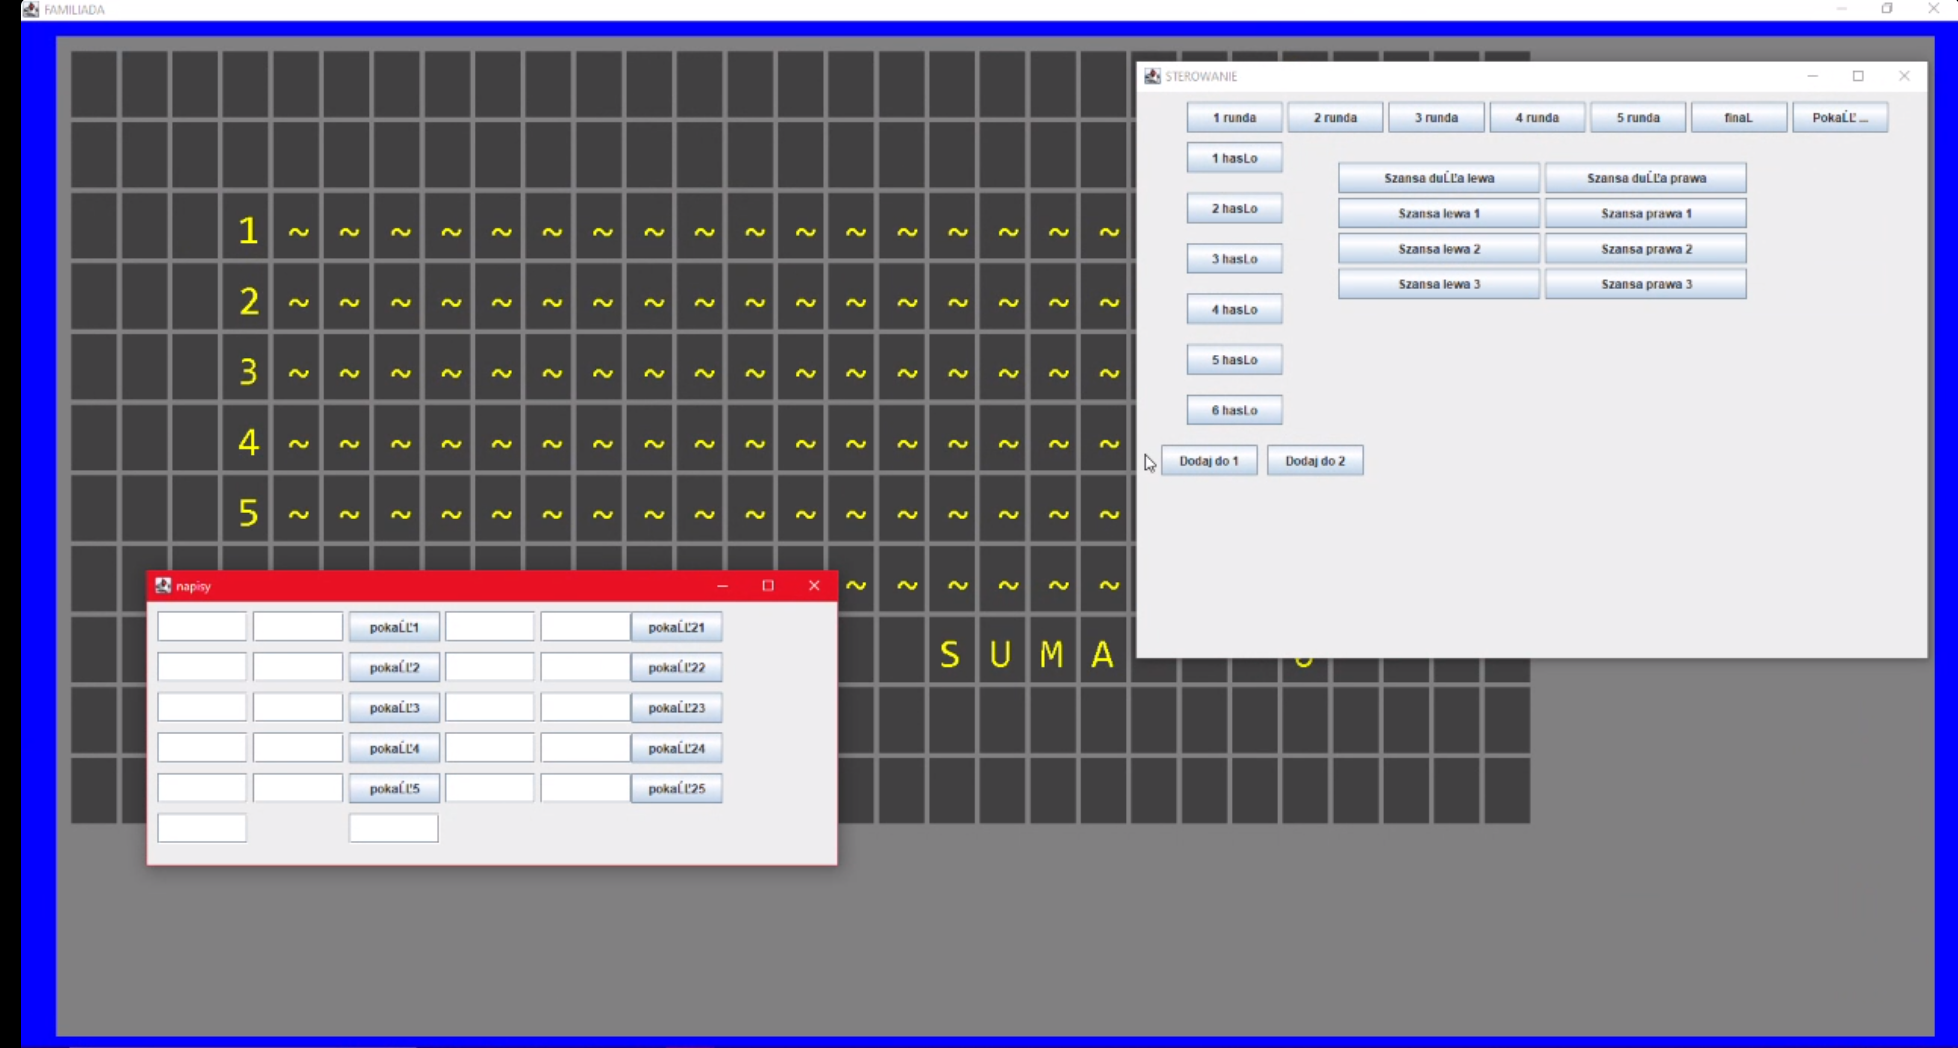 FAMILIADA
STEROWANIE
1 runda 2 runda 3 runda 4 runda 5 runda finaL PokaĹĽ ...
1 hasLo
Szansa duĹĽa lewa Szansa duĹĽa prawa
2 hasLo
Szansa lewa 1 Szansa prawa 1
3 hasLo
Szansa lewa 2 Szansa prawa 2
4 hasLo
Szansa lewa 3 Szansa prawa 3
5 hasLo
6 hasLo
Dodaj do 1 Dodaj do 2
1 ~ ~ ~ ~ ~ ~ ~ ~ ~ ~ ~ ~ ~ ~ ~ ~ ~
2 ~ ~ ~ ~ ~ ~ ~ ~ ~ ~ ~ ~ ~ ~ ~ ~ ~
3 ~ ~ ~ ~ ~ ~ ~ ~ ~ ~ ~ ~ ~ ~ ~ ~ ~
4 ~ ~ ~ ~ ~ ~ ~ ~ ~ ~ ~ ~ ~ ~ ~ ~ ~
5 ~ ~ ~ ~ ~ ~ ~ ~ ~ ~ ~ ~ ~ ~ ~ ~ ~
~ ~ ~ ~ ~ ~
SUMA
napisy
pokaĹĽ1 pokaĹĽ21
pokaĹĽ2 pokaĹĽ22
pokaĹĽ3 pokaĹĽ23
pokaĹĽ4 pokaĹĽ24
pokaĹĽ5 pokaĹĽ25